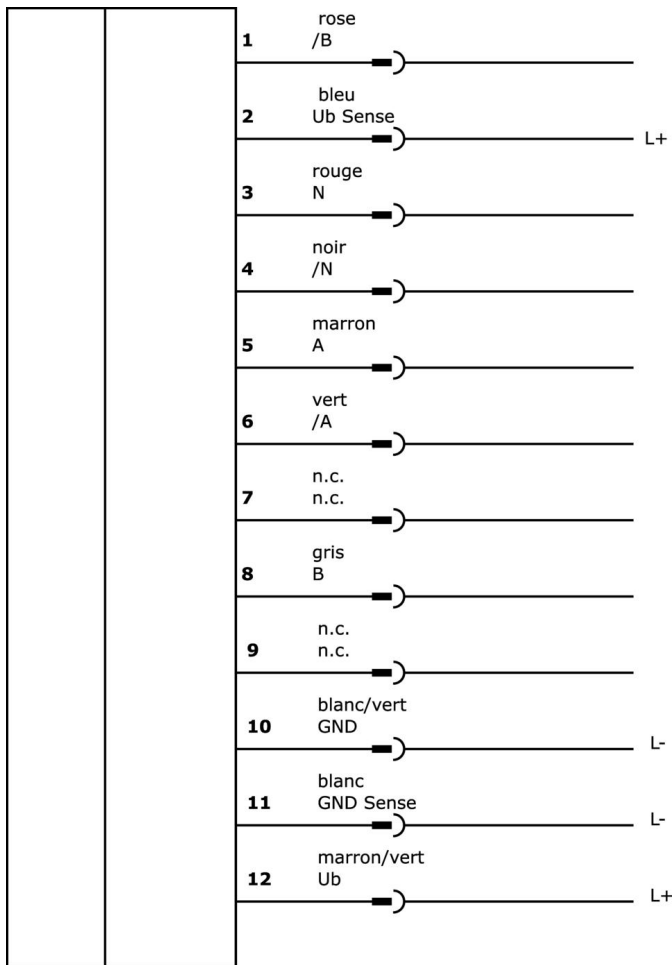 rose
1 /B
bleu
2 Ub Sense
L+
rouge
3 N
noir
4 /N
marron
5 A
vert
6 /A
n.c.
7 n.c.
gris
8 B
n.c.
9 n.c.
blanc/vert
10 GND
L-
blanc
11 GND Sense
L-
marron/vert
12 Ub
L+